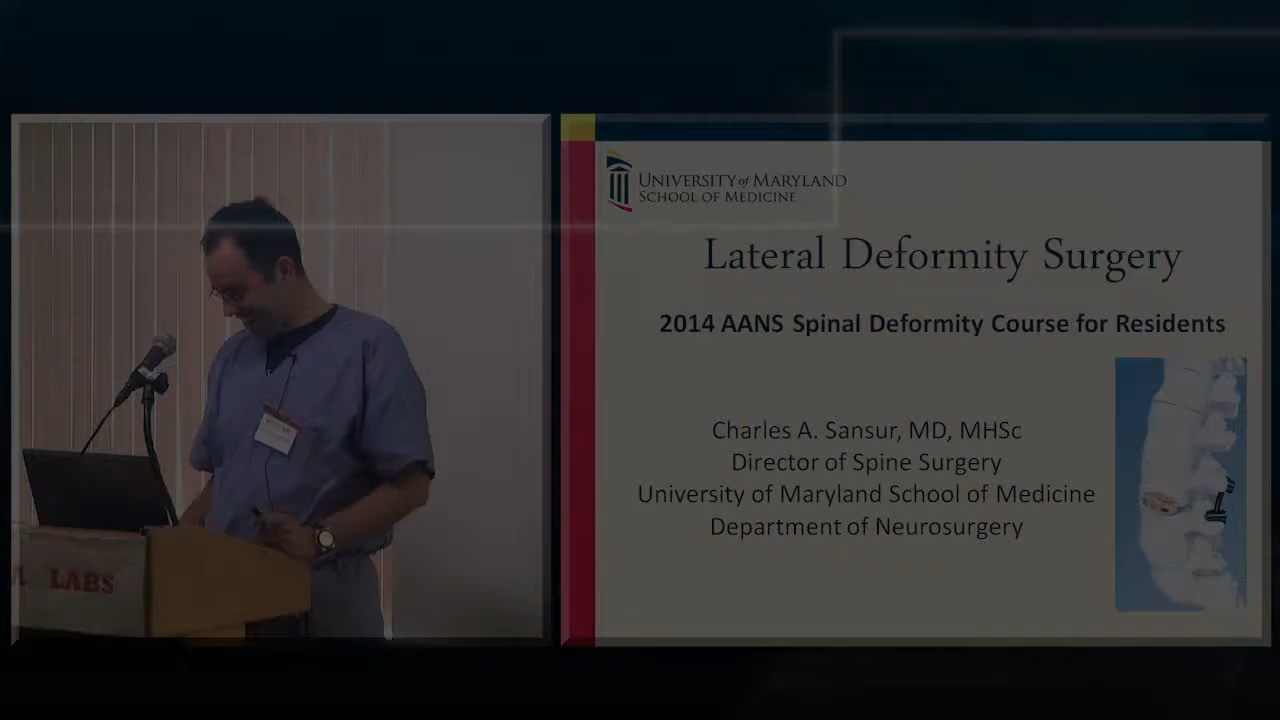 UNIVERSITY of MARYLAND
SCHOOL OF MEDICINE
Lateral Deformity Surgery
2014 AANS Spinal Deformity Course for Residents
Charles A. Sansur, MD, MHSc
Director of Spine Surgery
University of Maryland School of Medicine
Department of Neurosurgery
LABS